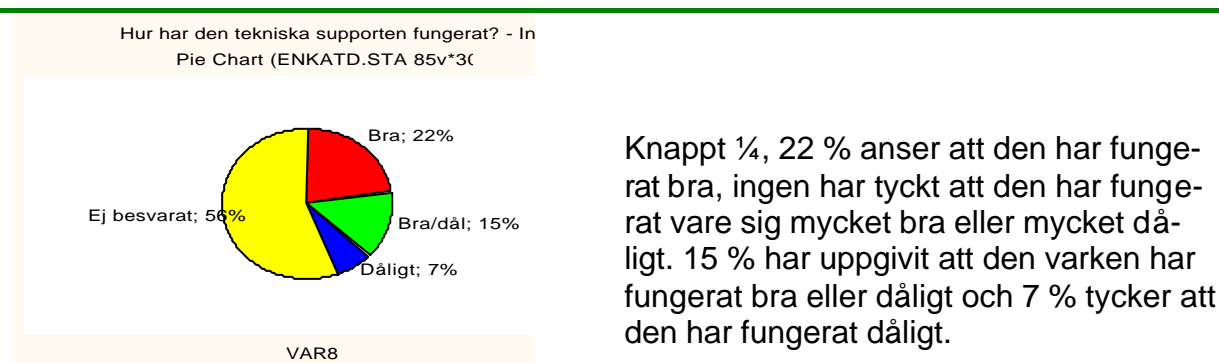 Hur har den tekniska supporten fungerat? - In
Pie Chart (ENKATD.STA 85v*30
Bra; 22%
Ej besvarat; 56%
Bra/dål; 15%
Dåligt; 7%
VAR8
Knappt ¼, 22 % anser att den har funge-
rat bra, ingen har tyckt att den har funge-
rat vare sig mycket bra eller mycket då-
ligt. 15 % har uppgivit att den varken har
fungerat bra eller dåligt och 7 % tycker att
den har fungerat dåligt.